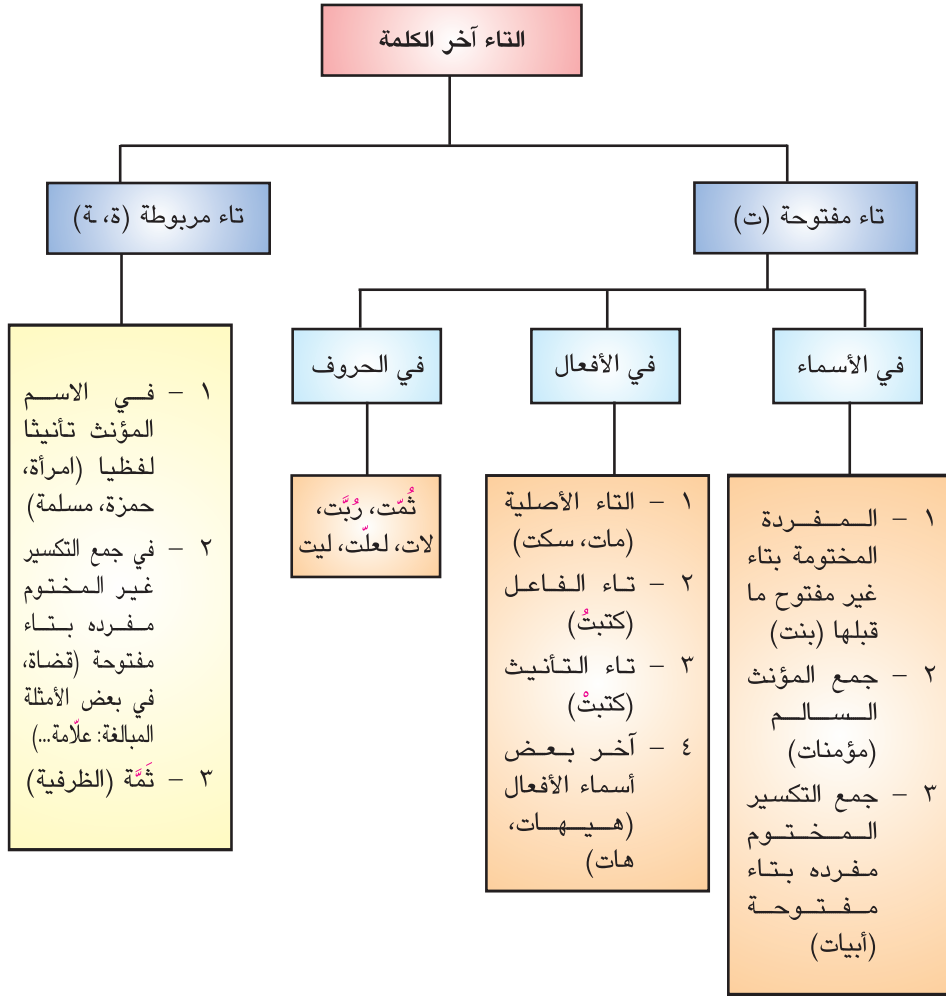 التاء آخر الكلمة
تاء مفتوحة (ت)
تاء مربوطة (ة، ـة)
في الأسماء
في الأفعال
في الحروف
١ – المفردة
المختومة بتاء
غير مفتوح ما
قبلها (بنت)
٢ – جمع المؤنث
السالم
(مؤمنات)
٣ – جمع التكسير
المختوم
مفرده بتاء
مفتوحة
(أبيات)
١ – التاء الأصلية
(مات، سكت)
٢ – تاء الفاعل
(كتبتُ)
٣ – تاء التأنيث
(كتبتْ)
٤ – آخر بعض
أسماء الأفعال
(هيهات،
هات)
ثُمّت، رُبَّت،
لات، لعلّت، ليت
١ – في الاسم
المؤنث تأنيثا
لفظيا (امرأة،
حمزة، مسلمة)
٢ – في جمع التكسير
غير المختوم
مفرده بتاء
مفتوحة (قضاة،
في بعض الأمثلة
المبالغة: علّامة...)
٣ – ثَمَّة (الظرفية)